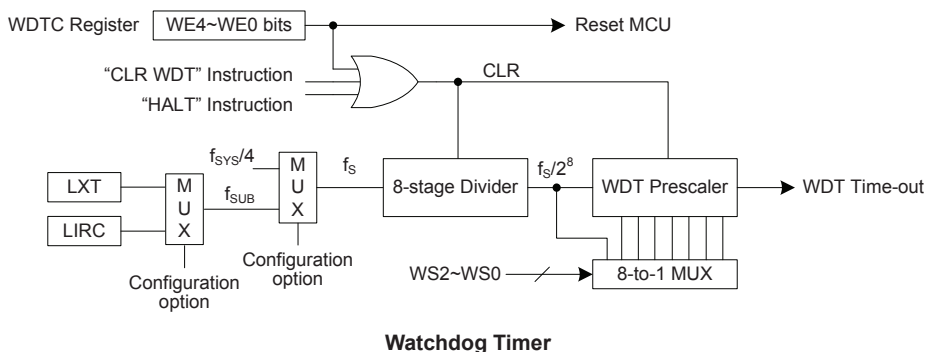 WDTC Register
WE4~WE0 bits
Reset MCU
“CLR WDT” Instruction
“HALT” Instruction
CLR
fSYS/4
M
U
X
fS
8-stage Divider
fS/2⁸
WDT Prescaler
WDT Time-out
LXT
LIRC
M
U
X
fSUB
Configuration
option
Configuration
option
WS2~WS0
8-to-1 MUX
Watchdog Timer